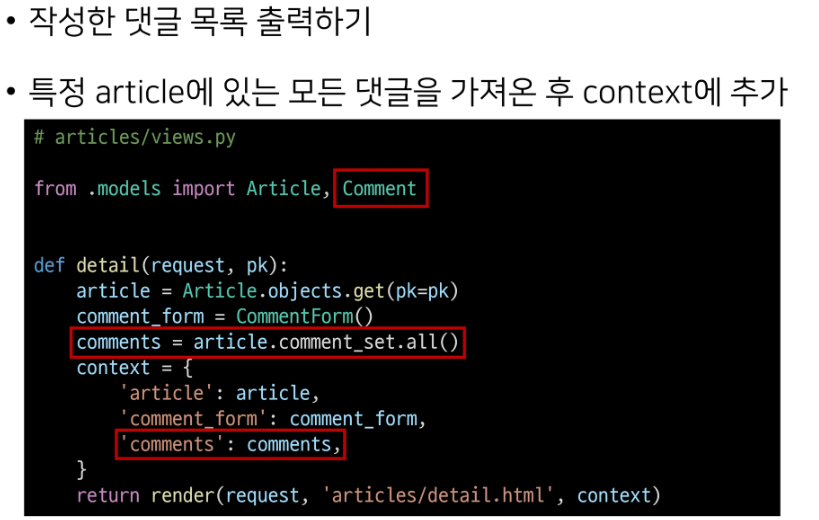 • 작성한 댓글 목록 출력하기
• 특정 article에 있는 모든 댓글을 가져온 후 context에 추가
# articles/views.py
from .models import Article, Comment
def detail(request, pk):
    article = Article.objects.get(pk=pk)
    comment_form = CommentForm()
    comments = article.comment_set.all()
    context = {
        'article': article,
        'comment_form': comment_form,
        'comments': comments,
    }
    return render(request, 'articles/detail.html', context)